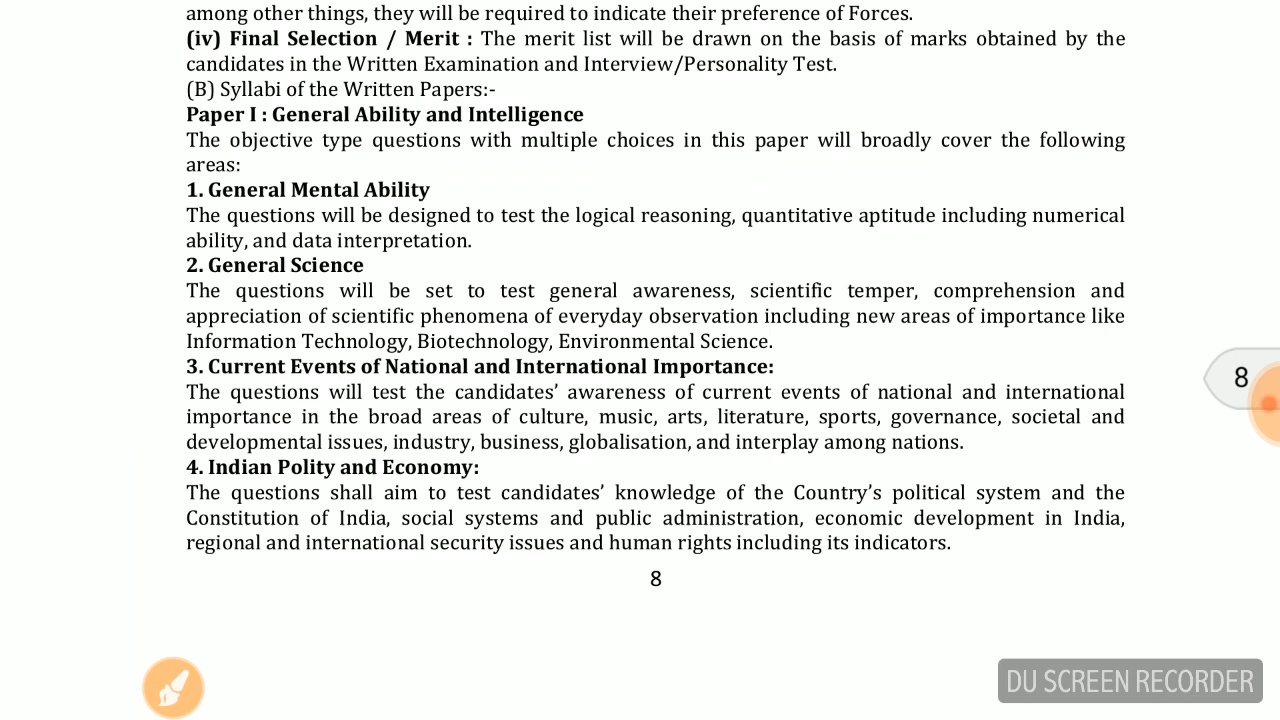 among other things, they will be required to indicate their preference of Forces.
(iv) Final Selection / Merit : The merit list will be drawn on the basis of marks obtained by the
candidates in the Written Examination and Interview/Personality Test.
(B) Syllabi of the Written Papers:-
Paper I : General Ability and Intelligence
The objective type questions with multiple choices in this paper will broadly cover the following
areas:
1. General Mental Ability
The questions will be designed to test the logical reasoning, quantitative aptitude including numerical
ability, and data interpretation.
2. General Science
The questions will be set to test general awareness, scientific temper, comprehension and
appreciation of scientific phenomena of everyday observation including new areas of importance like
Information Technology, Biotechnology, Environmental Science.
3. Current Events of National and International Importance:
The questions will test the candidates’ awareness of current events of national and international
importance in the broad areas of culture, music, arts, literature, sports, governance, societal and
developmental issues, industry, business, globalisation, and interplay among nations.
4. Indian Polity and Economy:
The questions shall aim to test candidates’ knowledge of the Country’s political system and the
Constitution of India, social systems and public administration, economic development in India,
regional and international security issues and human rights including its indicators.
8
8
DU SCREEN RECORDER